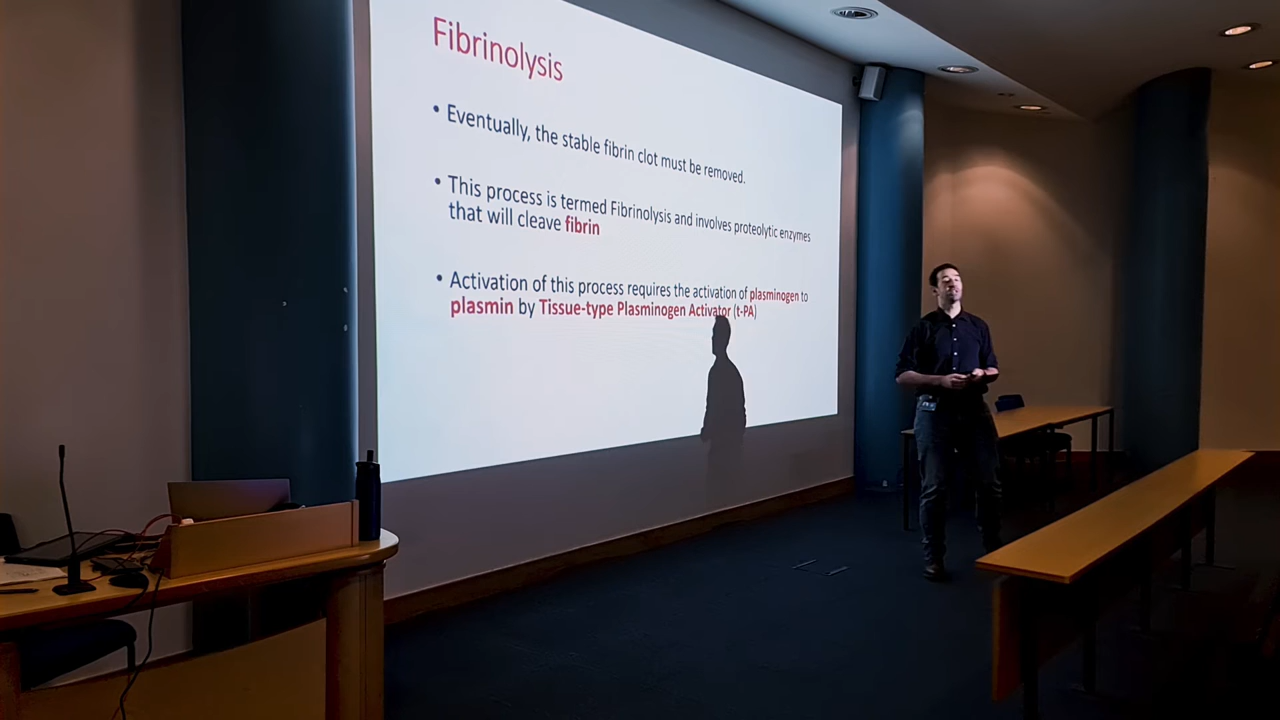 Fibrinolysis
• Eventually, the stable fibrin clot must be removed.
• This process is termed Fibrinolysis and involves proteolytic enzymes
that will cleave fibrin
• Activation of this process requires the activation of plasminogen to
plasmin by Tissue-type Plasminogen Activator (t-PA)